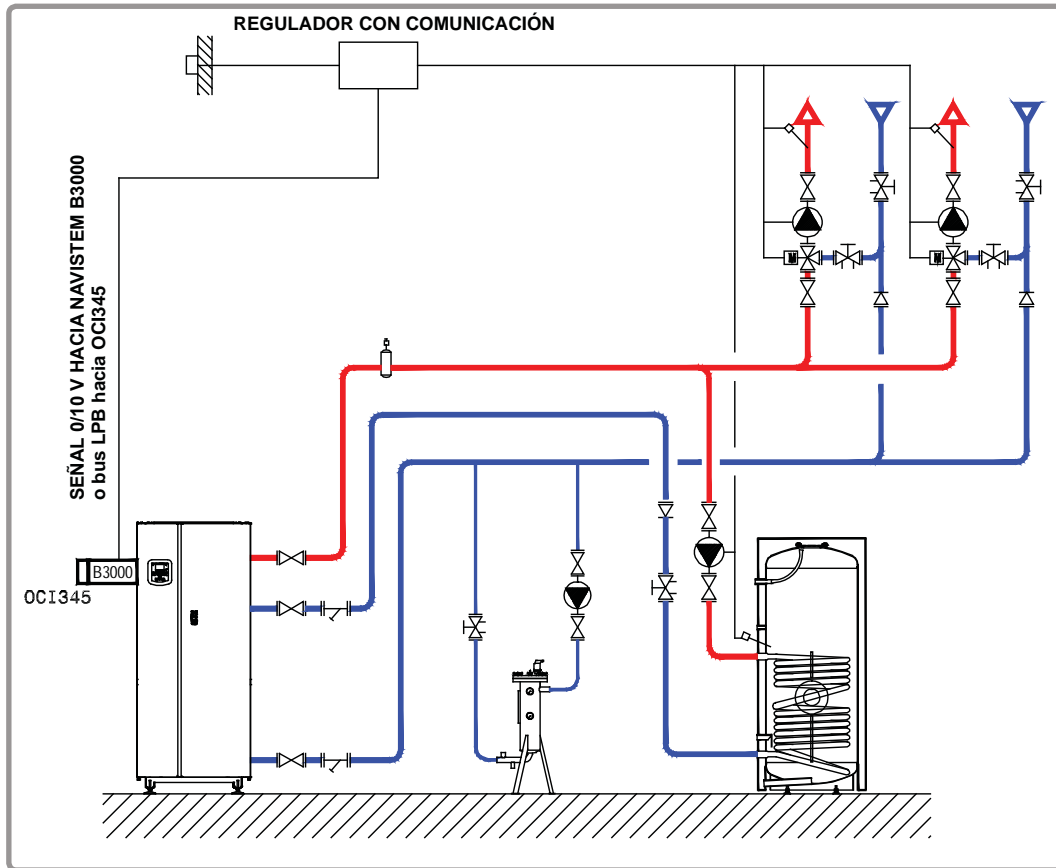 REGULADOR CON COMUNICACIÓN
SEÑAL 0/10 V HACIA NAVISTEM B3000
o bus LPB hacia OCI345
B3000
OCI345